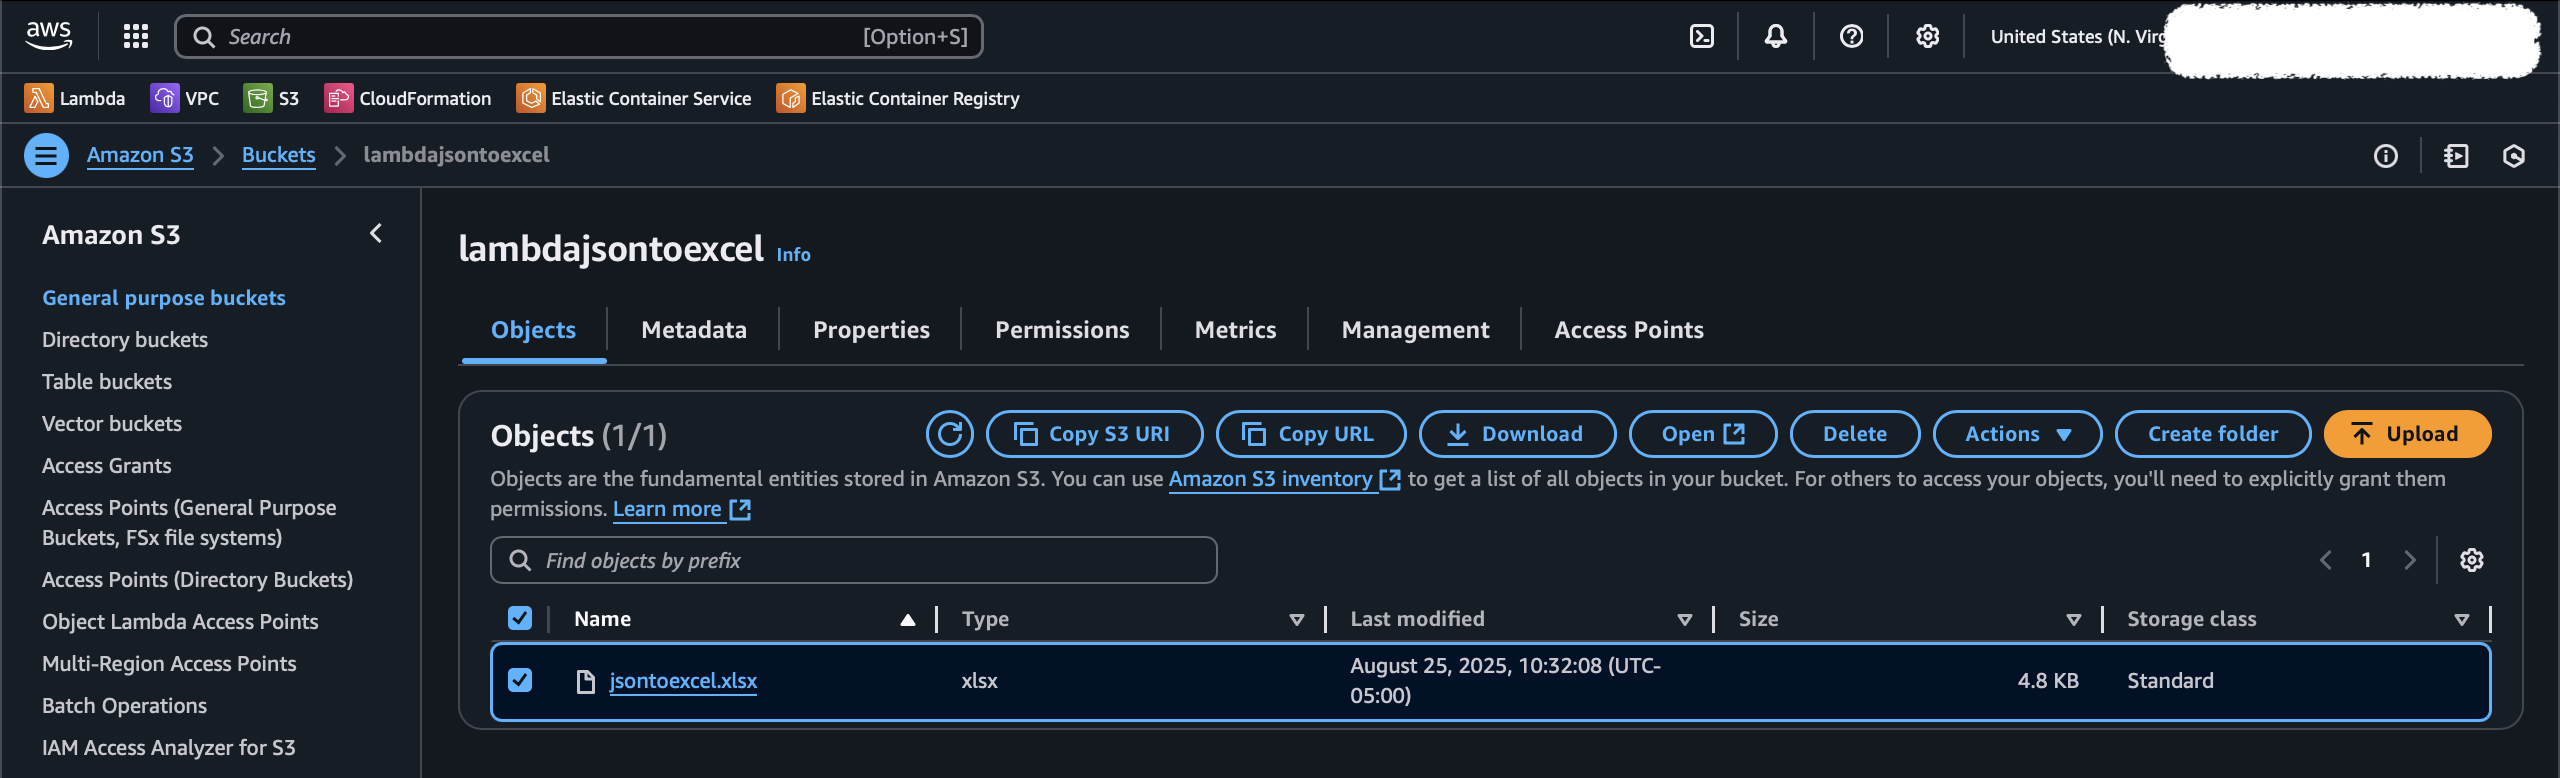 aws
Search [Option+S]
United States (N. Virg
Lambda VPC S3 CloudFormation Elastic Container Service Elastic Container Registry
Amazon S3 > Buckets > lambdajsontoexcel
Amazon S3
General purpose buckets
Directory buckets
Table buckets
Vector buckets
Access Grants
Access Points (General Purpose
Buckets, FSx file systems)
Access Points (Directory Buckets)
Object Lambda Access Points
Multi-Region Access Points
Batch Operations
IAM Access Analyzer for S3
lambdajsontoexcel Info
Objects Metadata Properties Permissions Metrics Management Access Points
Objects (1/1)
Copy S3 URI Copy URL Download Open Delete Actions Create folder Upload
Objects are the fundamental entities stored in Amazon S3. You can use Amazon S3 inventory to get a list of all objects in your bucket. For others to access your objects, you'll need to explicitly grant them
permissions. Learn more
Find objects by prefix
1
Name Type Last modified Size Storage class
jsontoexcel.xlsx xlsx August 25, 2025, 10:32:08 (UTC-
05:00) 4.8 KB Standard